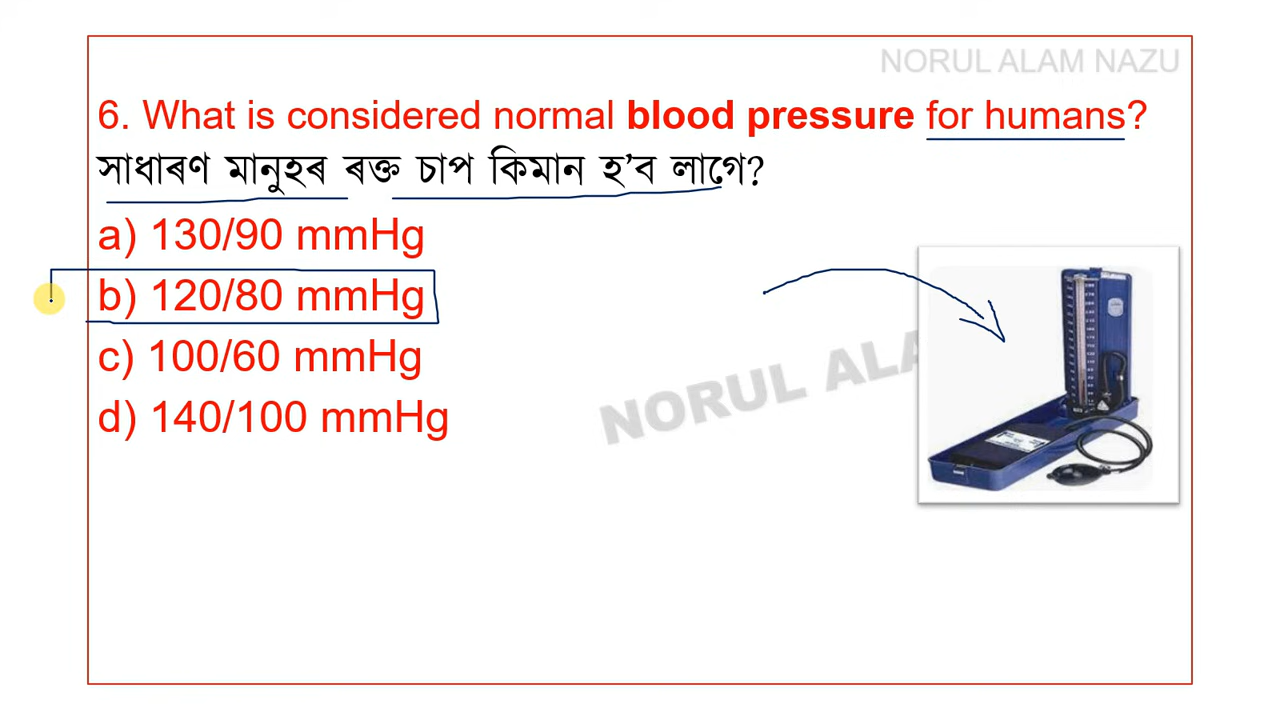 NORUL ALAM NAZU
6. What is considered normal blood pressure for humans?
সাধাৰণ মানুহৰ ৰক্ত চাপ কিমান হ’ব লাগে?
a) 130/90 mmHg
b) 120/80 mmHg
c) 100/60 mmHg
d) 140/100 mmHg
NORUL ALA